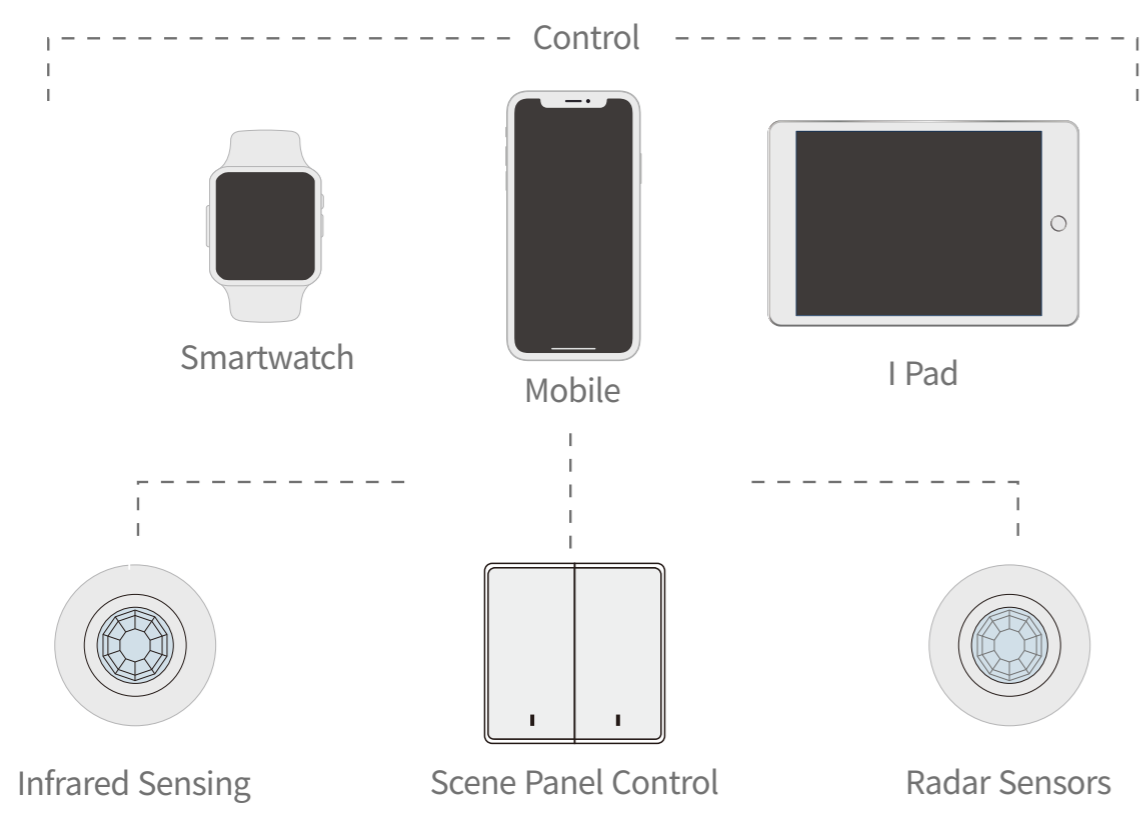 Control
Smartwatch
Mobile
I Pad
Infrared Sensing
Scene Panel Control
Radar Sensors